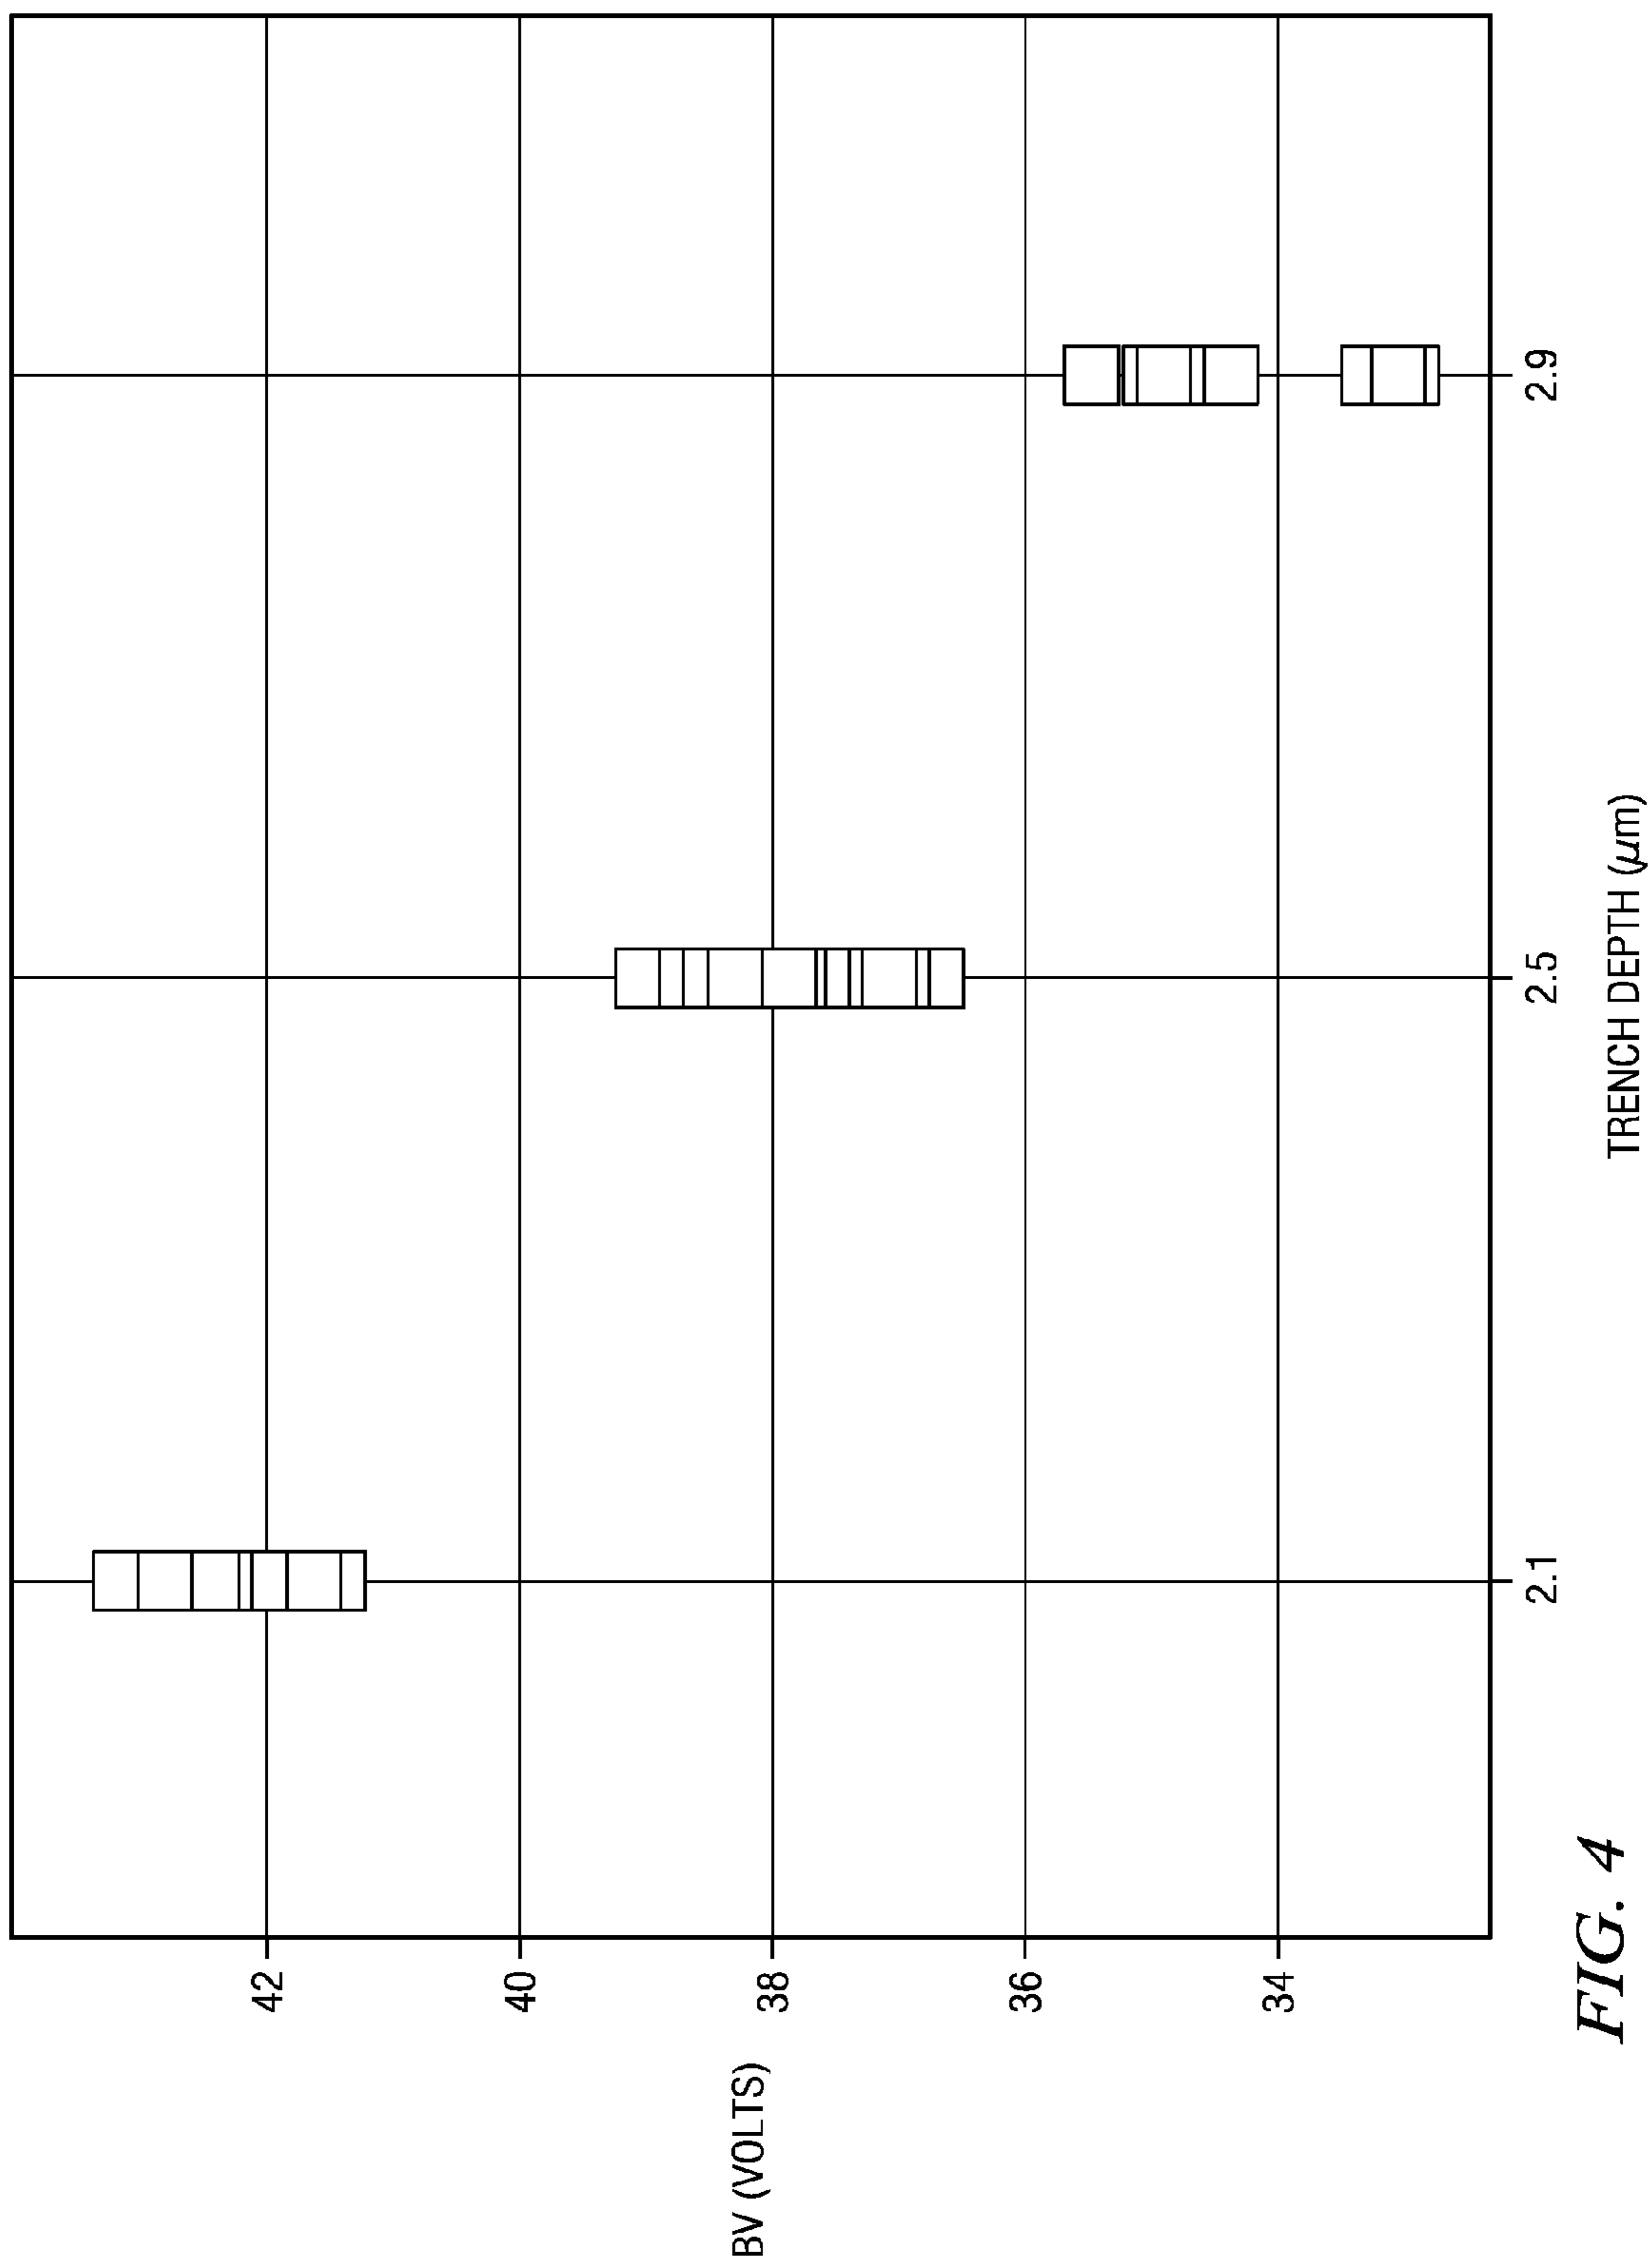 BV (VOLTS)
42
40
38
36
34
2.1
2.5
2.9
TRENCH DEPTH (μm)
FIG. 4